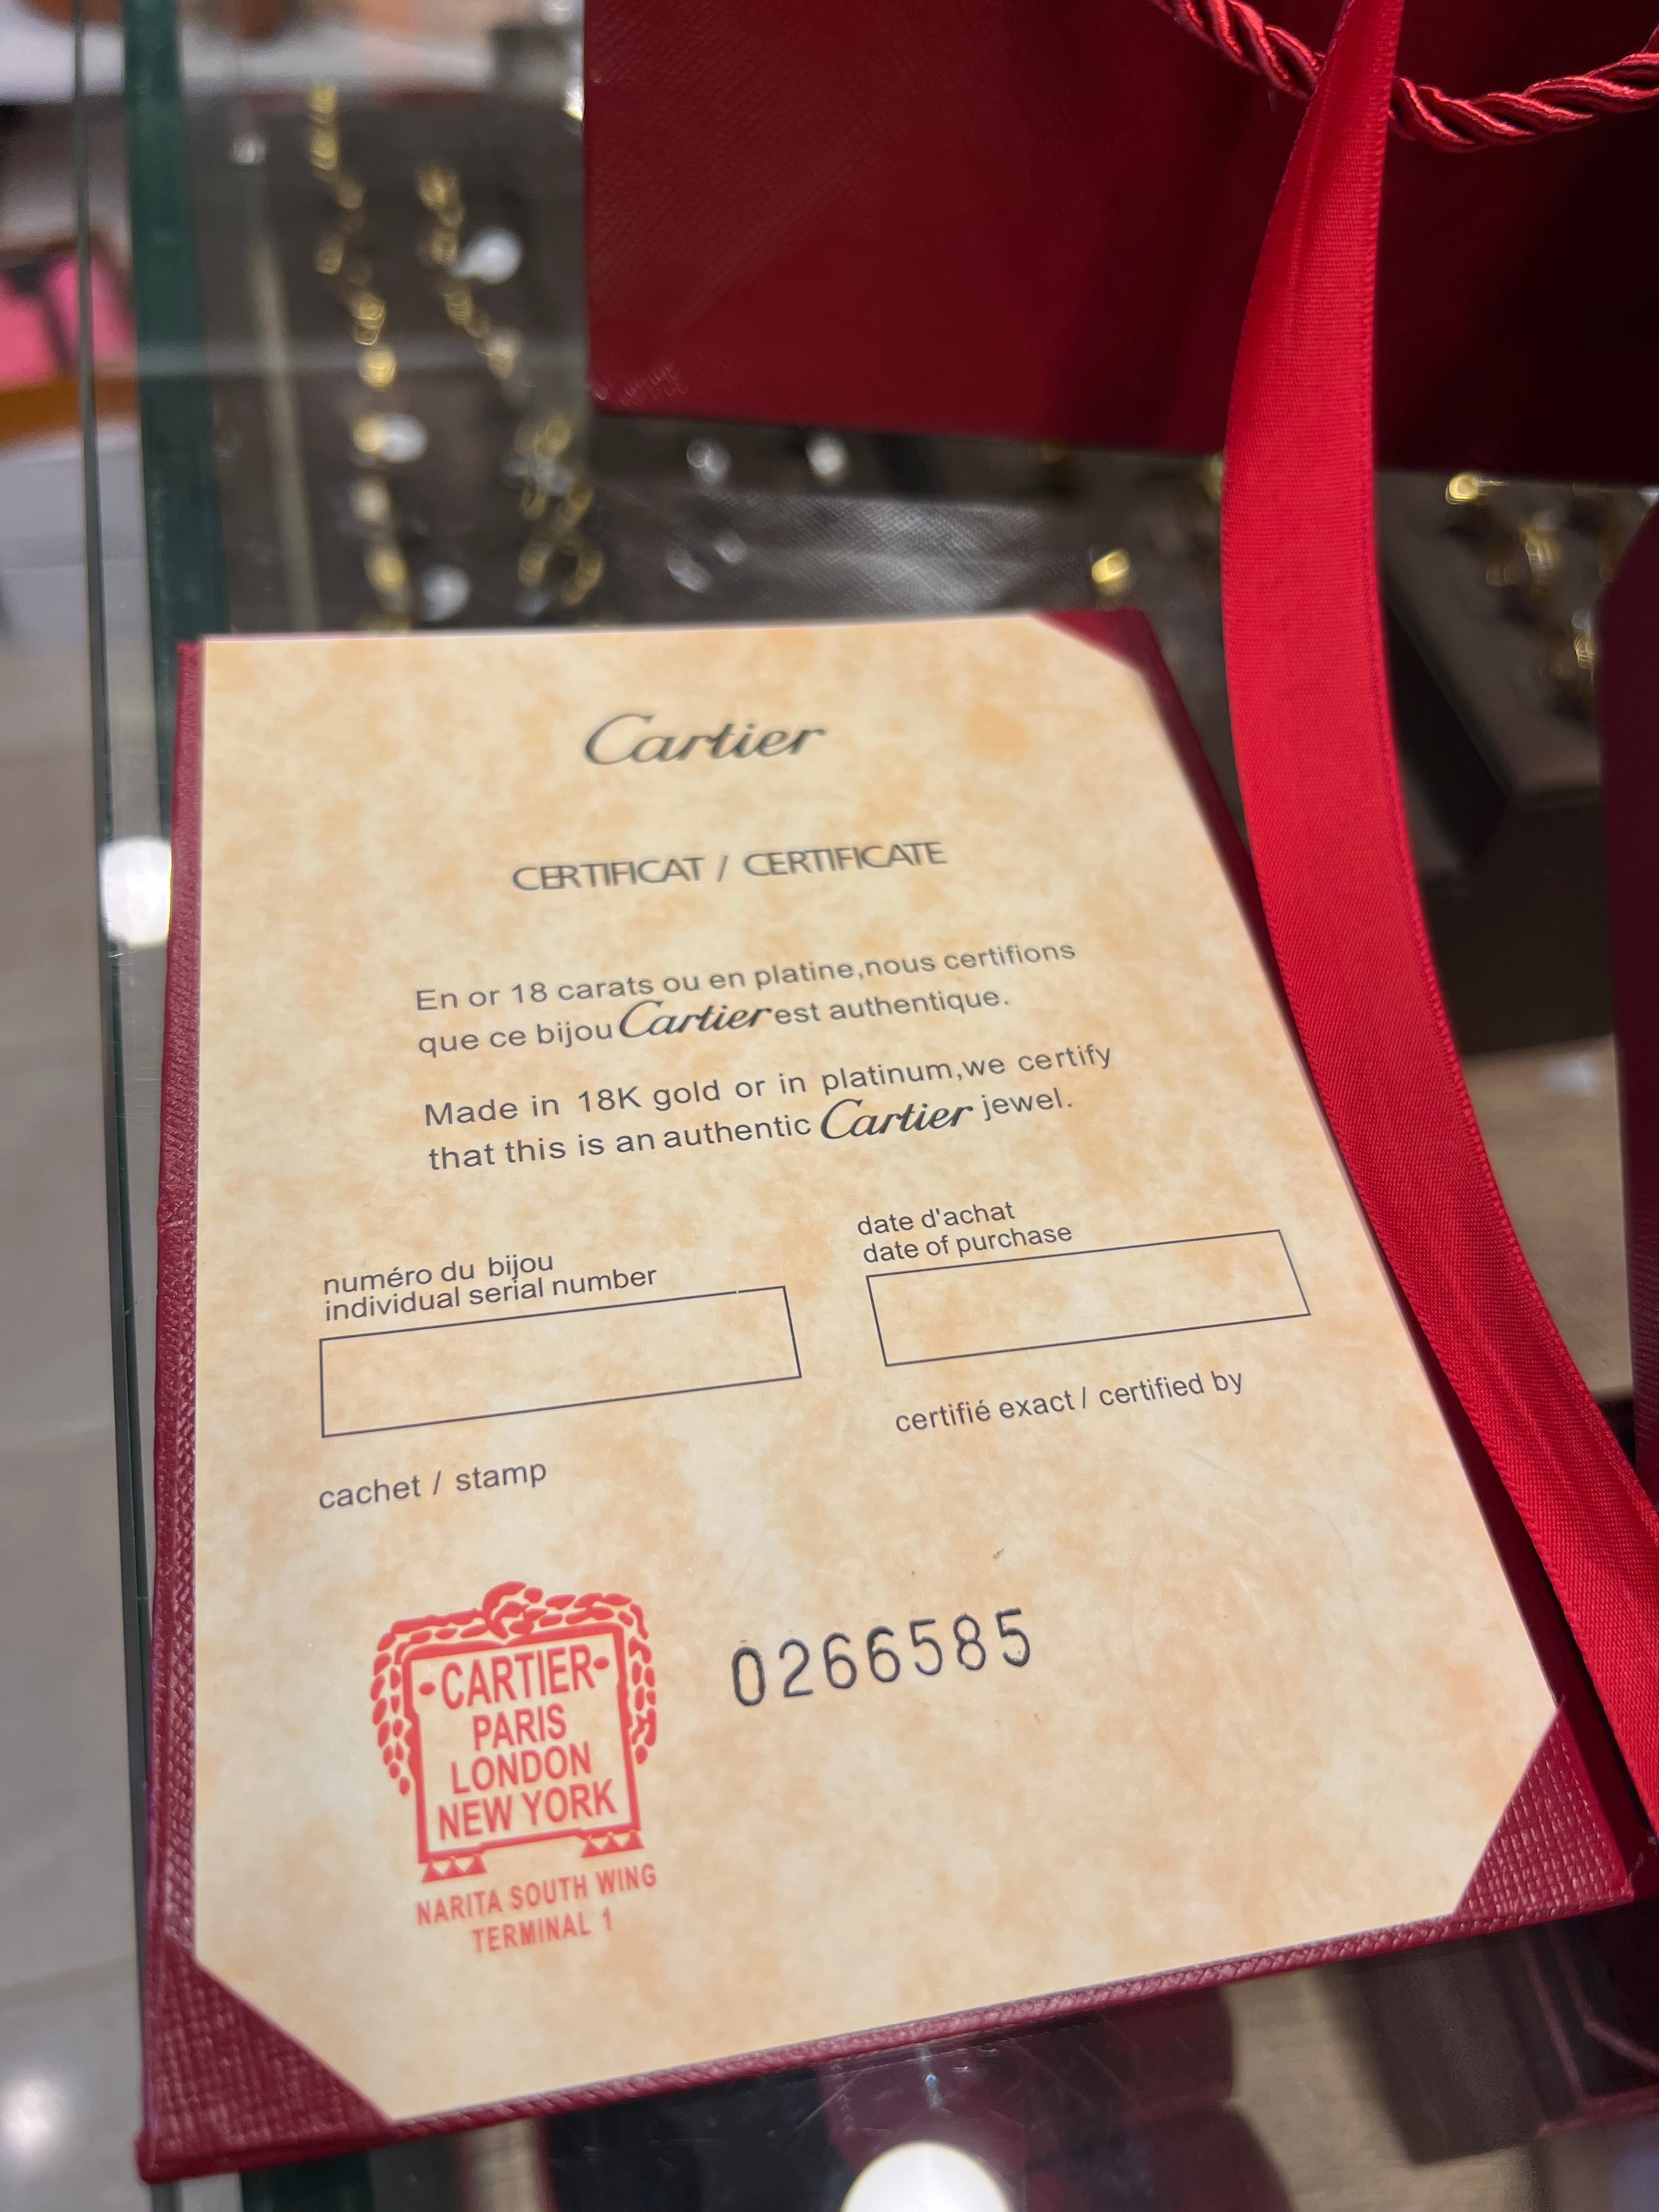 Cartier
CERTIFICAT / CERTIFICATE
En or 18 carats ou en platine,nous certifions
que ce bijou Cartier est authentique.
Made in 18K gold or in platinum,we certify
that this is an authentic Cartier jewel.
numéro du bijou
individual serial number
date d'achat
date of purchase
certifié exact / certified by
cachet / stamp
•CARTIER•
PARIS
LONDON
NEW YORK
NARITA SOUTH WING
TERMINAL 1
0266585